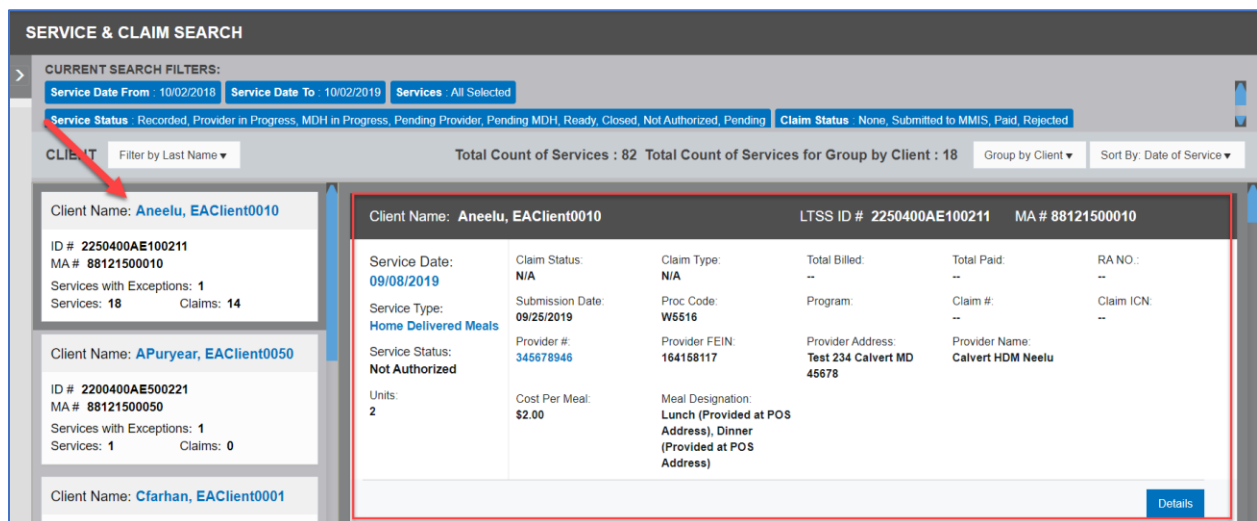 SERVICE & CLAIM SEARCH
CURRENT SEARCH FILTERS:
Service Date From : 10/02/2018 Service Date To : 10/02/2019 Services : All Selected
Service Status : Recorded, Provider in Progress, MDH in Progress, Pending Provider, Pending MDH, Ready, Closed, Not Authorized, Pending Claim Status : None, Submitted to MMIS, Paid, Rejected
CLIENT Filter by Last Name Total Count of Services : 82 Total Count of Services for Group by Client : 18 Group by Client Sort By: Date of Service
Client Name: Aneelu, EAClient0010
ID # 2250400AE100211
MA # 88121500010
Services with Exceptions: 1
Services: 18 Claims: 14
Client Name: APuryear, EAClient0050
ID # 2200400AE500221
MA # 88121500050
Services with Exceptions: 1
Services: 1 Claims: 0
Client Name: Cfarhan, EAClient0001
Client Name: Aneelu, EAClient0010 LTSS ID # 2250400AE100211 MA # 88121500010
Service Date:
09/08/2019
Service Type:
Home Delivered Meals
Service Status:
Not Authorized
Units:
2
Claim Status: Claim Type: Total Billed: Total Paid: RA NO.:
N/A N/A -- -- --
Submission Date: Proc Code: Program: Claim #: Claim ICN:
09/25/2019 W5516 -- --
Provider #: Provider FEIN: Provider Address: Provider Name:
345678946 164158117 Test 234 Calvert MD Calvert HDM Neelu
45678
Cost Per Meal: Meal Designation:
$2.00 Lunch (Provided at POS
Address), Dinner
(Provided at POS
Address)
Details